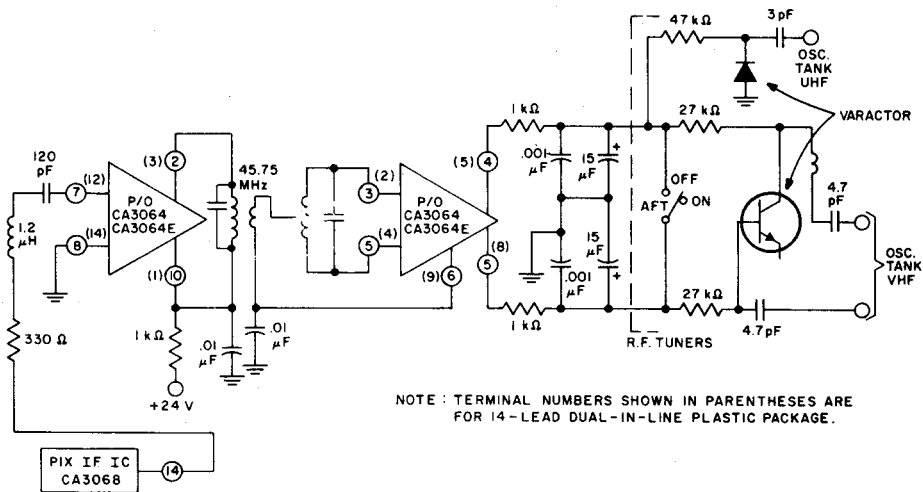 47 kΩ
3 pF
OSC.
TANK
UHF
VARACTOR
1 kΩ
27 kΩ
(5) 4
.001
μF
15
μF
+
OFF
AFT
ON
4.7
pF
OSC.
TANK
VHF
120
pF
7 (12)
(3) 2
P/O
CA3064
CA3064E
8 (14)
(1) 10
45.75
MHz
3 (2)
5 (4)
P/O
CA3064
CA3064E
(9) 6
(8)
5
1.2
μH
330 Ω
1 kΩ
.01
μF
.01
μF
+24 V
15
μF
+
.001
μF
1 kΩ
27 kΩ
4.7 pF
R.F. TUNERS
NOTE : TERMINAL NUMBERS SHOWN IN PARENTHESES ARE
FOR 14-LEAD DUAL-IN-LINE PLASTIC PACKAGE.
PIX IF IC
CA3068
14